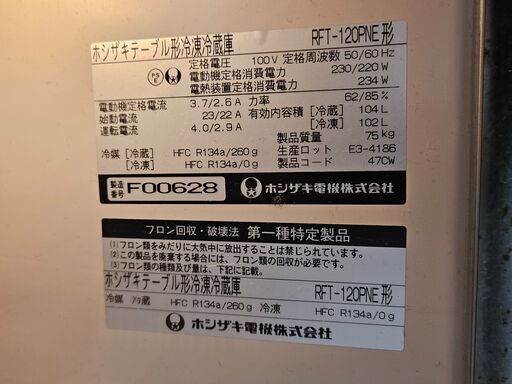 ホシザキテーブル形冷凍冷蔵庫 RFT-120PNE形
定格電圧 100V 定格周波数 50/60Hz
電動機定格消費電力 230/220W
電熱装置定格消費電力 234W
電動機定格電流 3.7/2.6A 力率 62/85%
始動電流 23/22A 有効内容積 [冷蔵] 104L
運転電流 4.0/2.9A [冷凍] 102L
製品質量 75kg
冷媒 [冷蔵] HFC R134a/260g 生産ロット E3-4186
[冷凍] HFC R134a/0g 製品コード 47CW
製造番号 F00628 ホシザキ電機株式会社
フロン回収・破壊法 第一種特定製品
(1) フロン類をみだりに大気中に放出することは禁じられています。
(2) この製品を廃棄する場合には、フロン類の回収が必要です。
(3) フロン類の種類及び量は、下記に記載。
ホシザキテーブル形冷凍冷蔵庫 RFT-120PNE形
冷媒 冷蔵 HFC R134a/260g 冷凍 HFC R134a/0g
ホシザキ電機株式会社